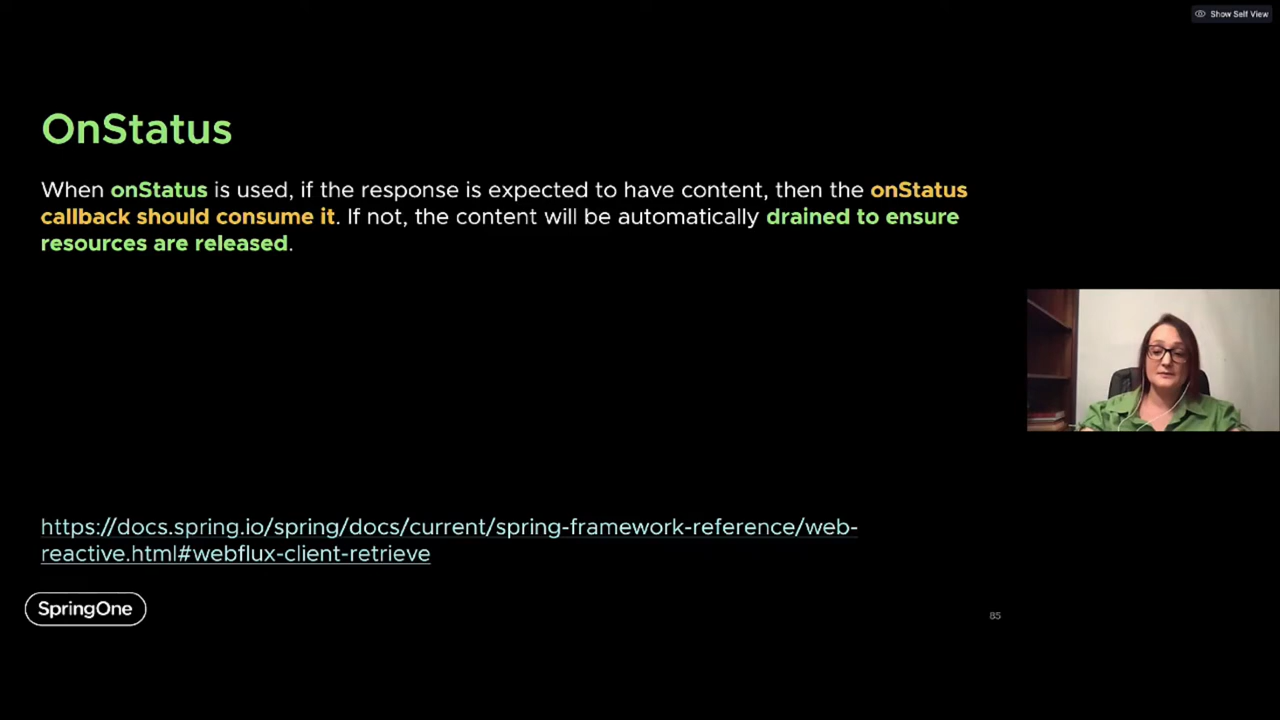 Show Self View
OnStatus
When onStatus is used, if the response is expected to have content, then the onStatus
callback should consume it. If not, the content will be automatically drained to ensure
resources are released.
https://docs.spring.io/spring/docs/current/spring-framework-reference/web-
reactive.html#webflux-client-retrieve
SpringOne
85